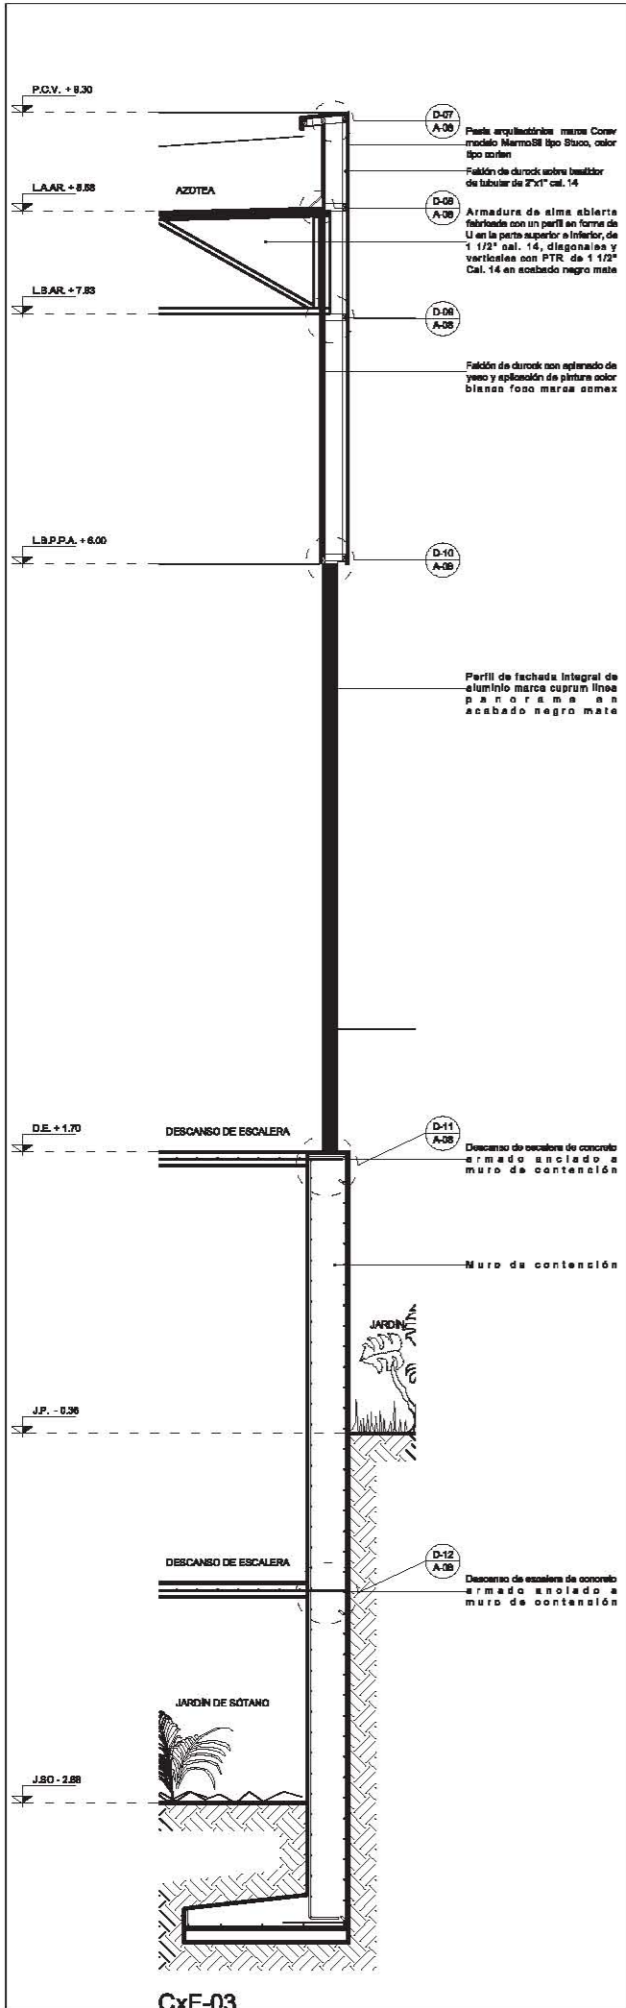 P.C.V. + 9.30
D-07
A-08
Pasta arquitectónica marca Corev
modelo MarmoSil tipo Stuco, color
tipo corten
Faldón de durock sobre bastidor
de tubular de 2"x1" cal. 14
L.A.AR. + 8.58
AZOTEA
D-08
A-08
Armadura de alma abierta
fabricada con un perfil en forma de
U en la parte superior e inferior, de
1 1/2" cal. 14, diagonales y
verticales con PTR de 1 1/2"
Cal. 14 en acabado negro mate
L.B.AR. + 7.83
D-09
A-08
Faldón de durock con aplanado de
yeso y aplicación de pintura color
blanco foco marca comex
L.B.P.P.A. + 6.00
D-10
A-08
Perfil de fachada integral de
aluminio marca cuprum línea
panorama en
acabado negro mate
D.E. + 1.70
DESCANSO DE ESCALERA
D-11
A-08
Descanso de escalera de concreto
armado anclado a
muro de contención
Muro de contención
JARDÍN
J.P. - 0.36
DESCANSO DE ESCALERA
D-12
A-08
Descanso de escalera de concreto
armado anclado a
muro de contención
JARDÍN DE SÓTANO
J.SO - 2.68
CxF-03